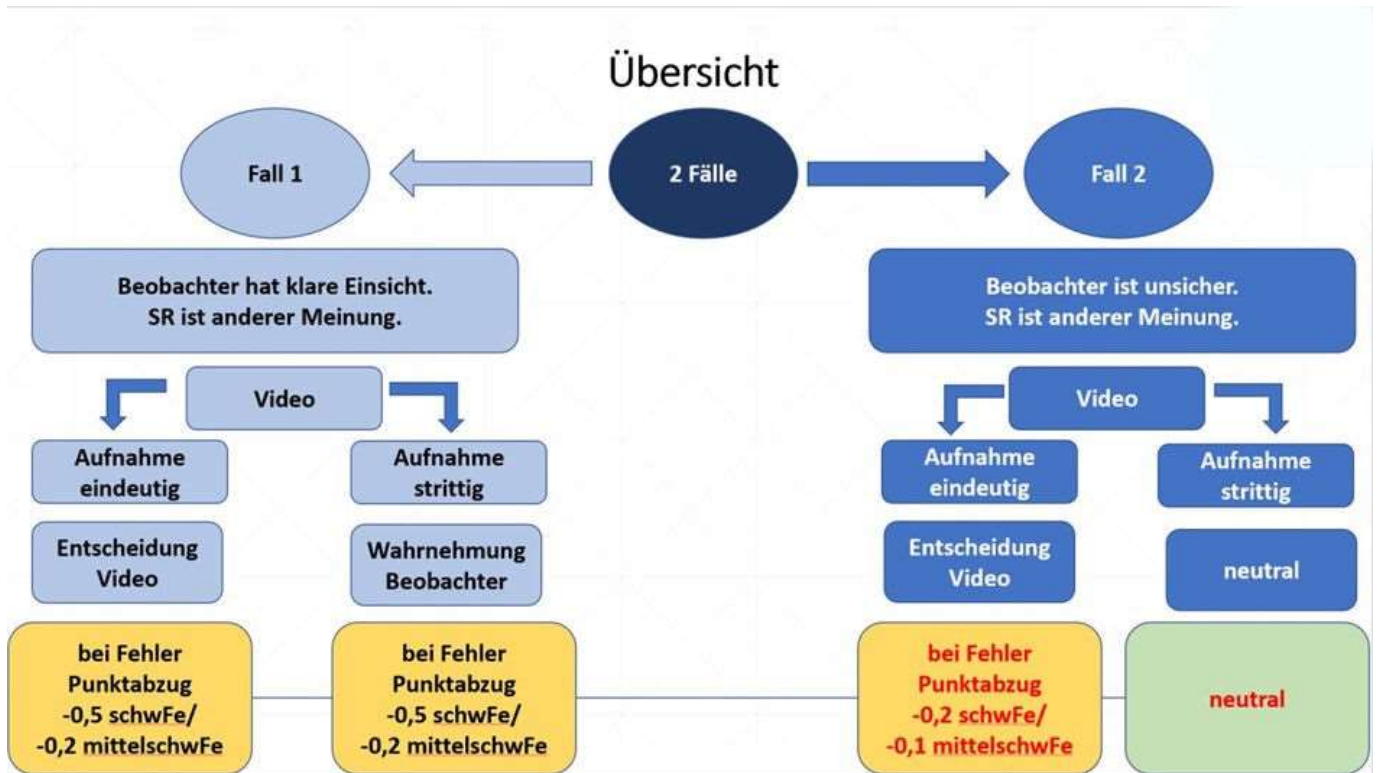 Übersicht
Fall 1
2 Fälle
Fall 2
Beobachter hat klare Einsicht.
SR ist anderer Meinung.
Beobachter ist unsicher.
SR ist anderer Meinung.
Video
Video
Aufnahme
eindeutig
Aufnahme
strittig
Aufnahme
eindeutig
Aufnahme
strittig
Entscheidung
Video
Wahrnehmung
Beobachter
Entscheidung
Video
neutral
bei Fehler
Punktabzug
-0,5 schwFe/
-0,2 mittelschwFe
bei Fehler
Punktabzug
-0,5 schwFe/
-0,2 mittelschwFe
bei Fehler
Punktabzug
-0,2 schwFe/
-0,1 mittelschwFe
neutral